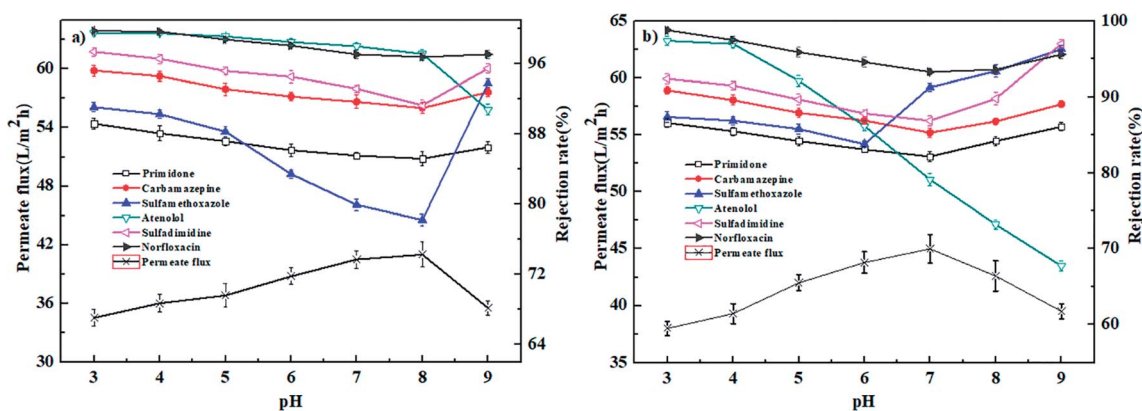 a)
Permeate flux(L/m²h)
60
54
48
42
36
30
Primidone
Carbamazepine
Sulfamethoxazole
Atenolol
Sulfadimidine
Norfloxacin
Permeate flux
96
88
80
72
64
Rejection rate(%)
3 4 5 6 7 8 9
pH
b)
Permeate flux(L/m²h)
65
60
55
50
45
40
35
Primidone
Carbamazepine
Sulfamethoxazole
Atenolol
Sulfadimidine
Norfloxacin
Permeate flux
100
90
80
70
60
Rejection rate(%)
3 4 5 6 7 8 9
pH